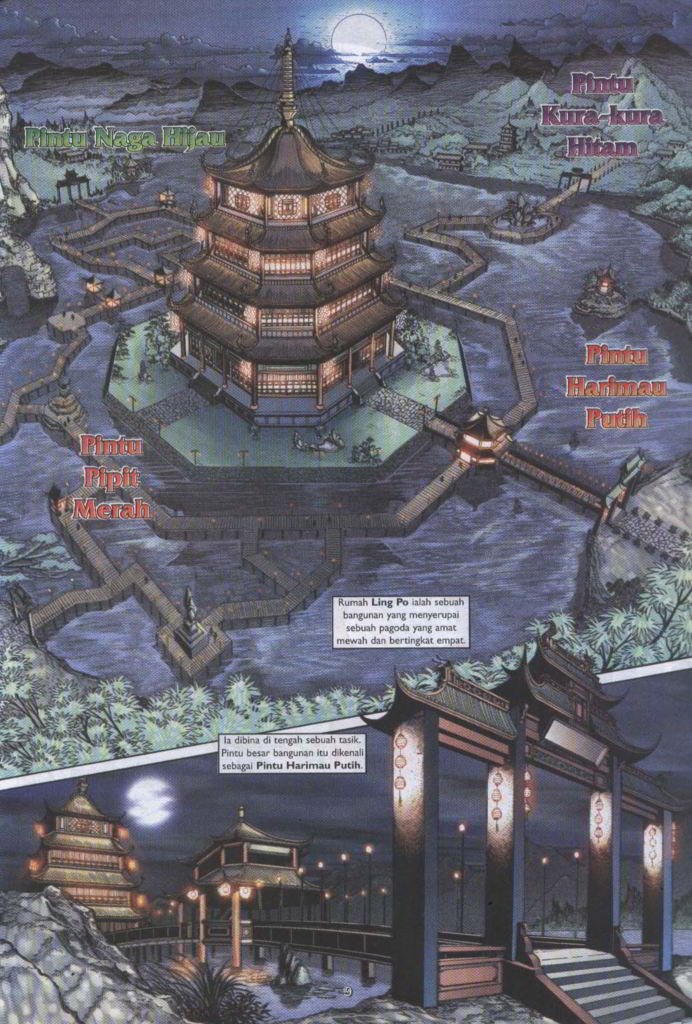 Pintu
Kura-kura
Hitam
Pintu Naga Hijau
Pintu
Harimau
Putih
Pintu
Pipit
Merah
Rumah Ling Po ialah sebuah
bangunan yang menyerupai
sebuah pagoda yang amat
mewah dan bertingkat empat.
Ia dibina di tengah sebuah tasik.
Pintu besar bangunan itu dikenali
sebagai Pintu Harimau Putih.
9